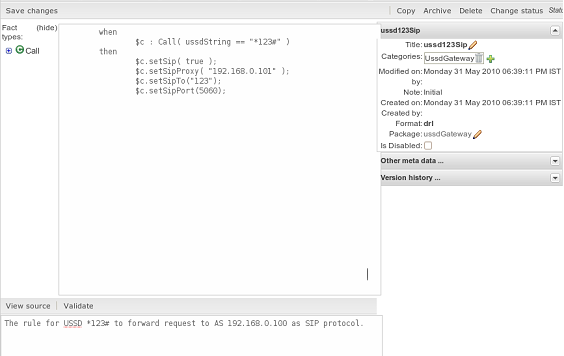 Save changes
Copy Archive Delete Change status Statu
Fact types: (hide)
Call
when
$c : Call( ussdString == "*123#" )
then
$c.setSip( true );
$c.setSipProxy( "192.168.0.101" );
$c.setSipTo("123");
$c.setSipPort(5060);
ussd123Sip
Title: ussd123Sip
Categories: UssdGateway
Modified on: Monday 31 May 2010 06:39:11 PM IST
by:
Note: Initial
Created on: Monday 31 May 2010 06:39:11 PM IST
Created by:
Format: drl
Package: ussdGateway
Is Disabled:
Other meta data ...
Version history ...
View source Validate
The rule for USSD *123# to forward request to AS 192.168.0.100 as SIP protocol.